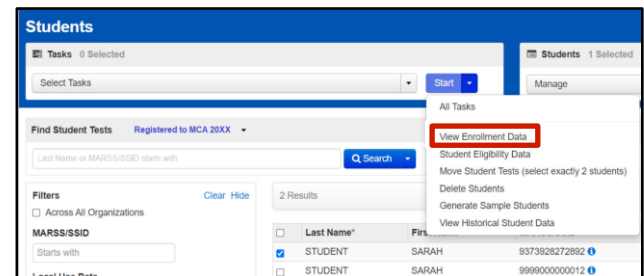 Students
Tasks 0 Selected
Students 1 Selected
Select Tasks
Start
Manage
All Tasks
View Enrollment Data
Student Eligibility Data
Move Student Tests (select exactly 2 students)
Delete Students
Generate Sample Students
View Historical Student Data
Find Student Tests Registered to MCA 20XX
Last Name or MARSS/SSID starts with
Search
Filters Clear Hide
2 Results
Across All Organizations
MARSS/SSID
Starts with
Last Name*
STUDENT SARAH 9373928272892
STUDENT SARAH 9999000000012